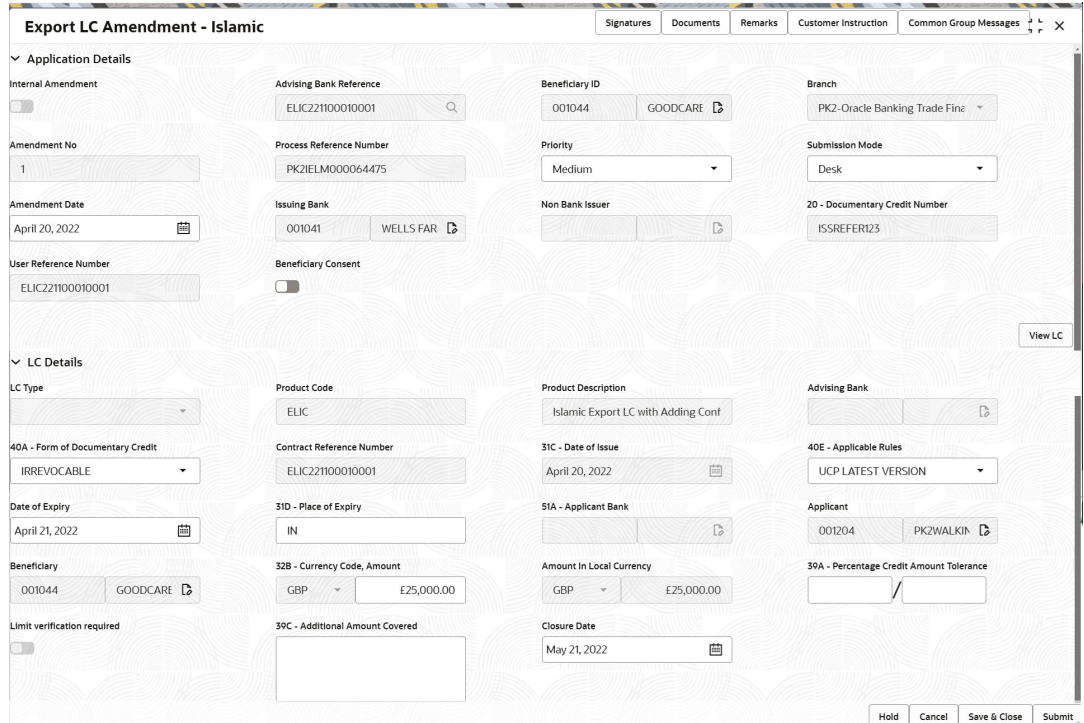 Export LC Amendment - Islamic
Signatures
Documents
Remarks
Customer Instruction
Common Group Messages
Application Details
Internal Amendment
Advising Bank Reference
Beneficiary ID
Branch
ELIC221100010001
001044
GOODCARE
PK2-Oracle Banking Trade Fina
Amendment No
Process Reference Number
Priority
Submission Mode
1
PK2IELM000064475
Medium
Desk
Amendment Date
Issuing Bank
Non Bank Issuer
20 - Documentary Credit Number
April 20, 2022
001041
WELLS FAR
ISSREFER123
User Reference Number
Beneficiary Consent
ELIC221100010001
View LC
LC Details
LC Type
Product Code
Product Description
Advising Bank
ELIC
Islamic Export LC with Adding Conf
40A - Form of Documentary Credit
Contract Reference Number
31C - Date of Issue
40E - Applicable Rules
IRREVOCABLE
ELIC221100010001
April 20, 2022
UCP LATEST VERSION
Date of Expiry
31D - Place of Expiry
51A - Applicant Bank
Applicant
April 21, 2022
IN
001204
PK2WALKIN
Beneficiary
32B - Currency Code, Amount
Amount In Local Currency
39A - Percentage Credit Amount Tolerance
001044
GOODCARE
GBP
£25,000.00
GBP
£25,000.00
/
Limit verification required
39C - Additional Amount Covered
Closure Date
May 21, 2022
Hold
Cancel
Save & Close
Submit